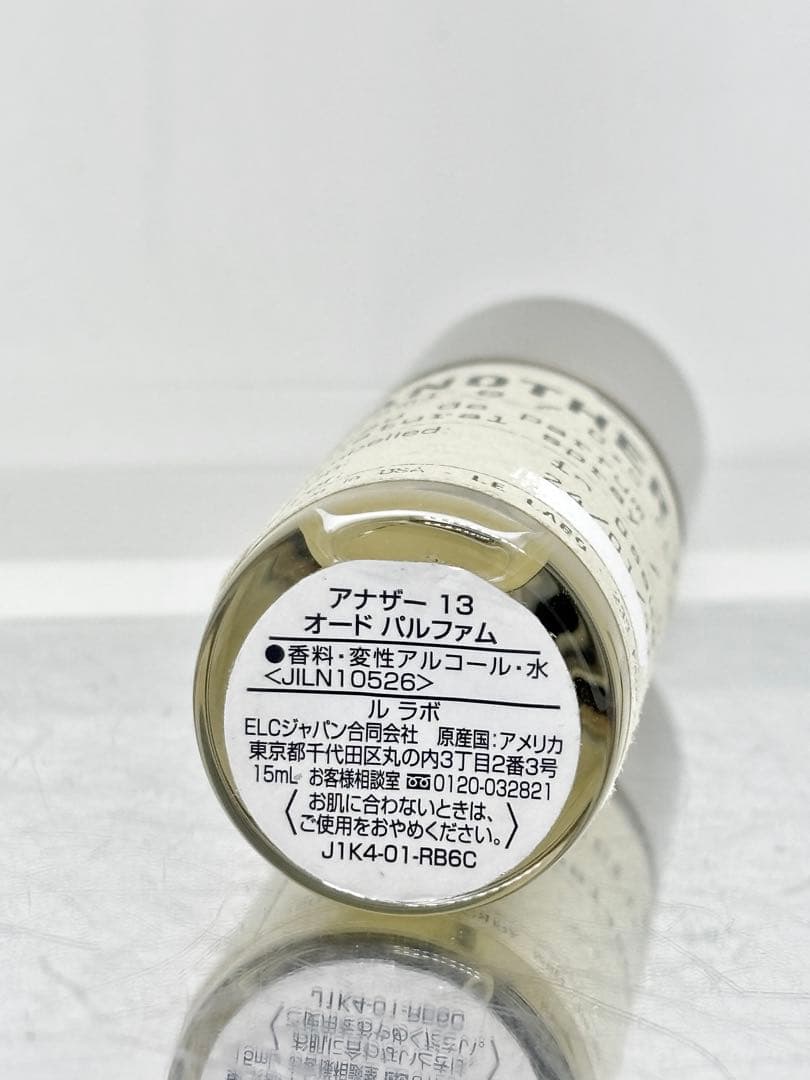 アナザー 13
オード パルファム
●香料・変性アルコール・水
<JILN10526>
ル ラボ
ELCジャパン合同会社 原産国:アメリカ
東京都千代田区丸の内3丁目2番3号
15mL お客様相談室 0120-032821
〈お肌に合わないときは、
ご使用をおやめください。〉
J1K4-01-RB6C
LE LABO
USA